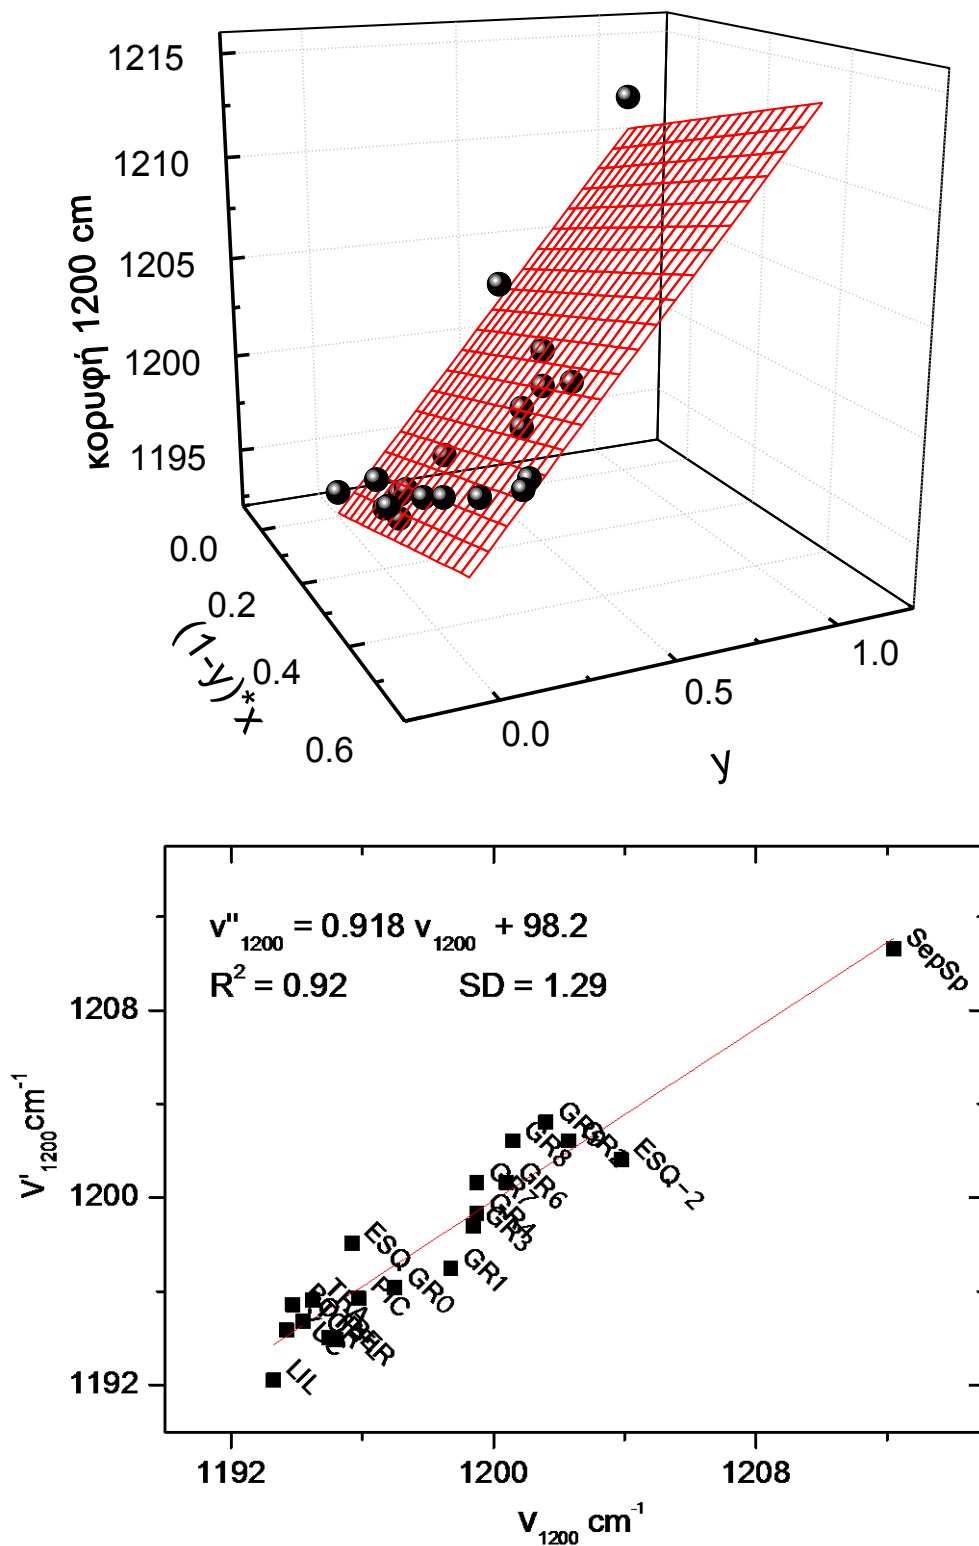 1215
1210
1205
1200
1195
κορυφή 1200 cm
0.0
0.2
0.4
0.6
(1-y)*x
0.0
0.5
1.0
y
v''1200 = 0.918 v1200 + 98.2
R2 = 0.92 SD = 1.29
SepSp
1208
1200
1192
v'1200cm-1
GR2
ESQ-2
GR8
GR7
GR6
GR4
GR3
ESQ
GR1
GR0
PIC
LIL
1192
1200
1208
v1200 cm-1